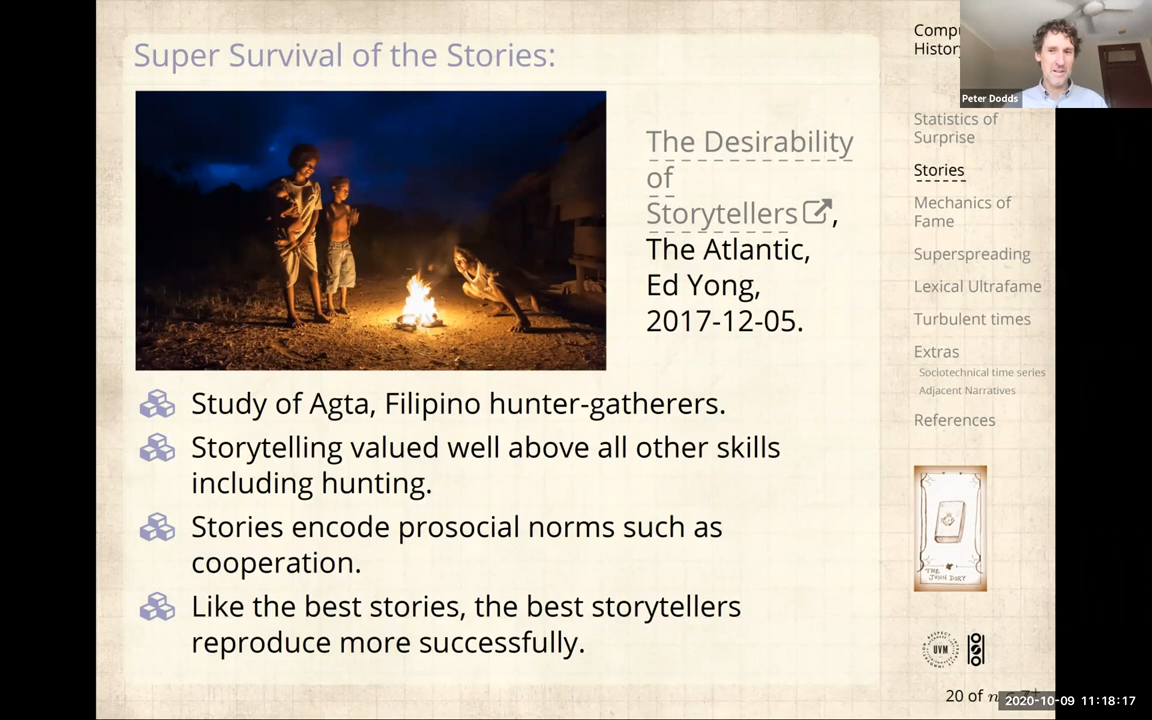 Super Survival of the Stories:
The Desirability
of
Storytellers,
The Atlantic,
Ed Yong,
2017-12-05.
Study of Agta, Filipino hunter-gatherers.
Storytelling valued well above all other skills
including hunting.
Stories encode prosocial norms such as
cooperation.
Like the best stories, the best storytellers
reproduce more successfully.
Peter Dodds
Statistics of
Surprise
Stories
Mechanics of
Fame
Superspreading
Lexical Ultrafame
Turbulent times
Extras
Sociotechnical time series
Adjacent Narratives
References
THE
JOHN DORY
UVM
20 of
2020-10-09 11:18:17